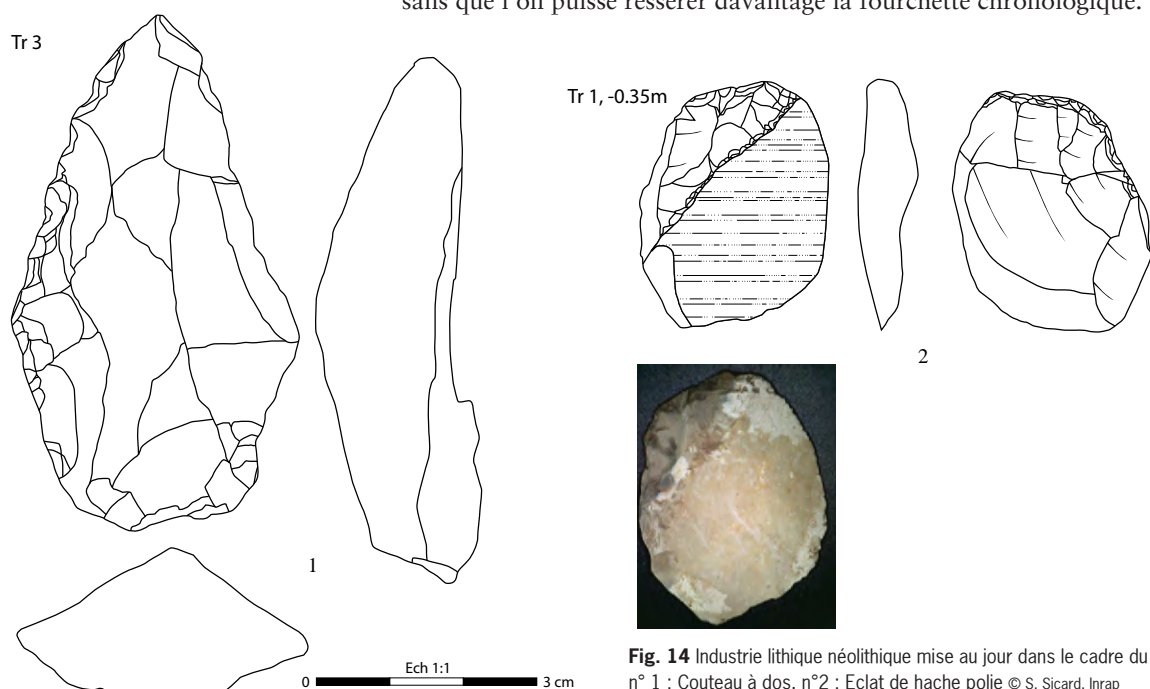 sans que l'on puisse resserer davantage la fourchette chronologique.
Tr 3
Tr 1, -0.35m
2
1
Ech 1:1
0 3 cm
Fig. 14 Industrie lithique néolithique mise au jour dans le cadre du
n° 1 : Couteau à dos, n°2 : Eclat de hache polie © S. Sicard, Inrap